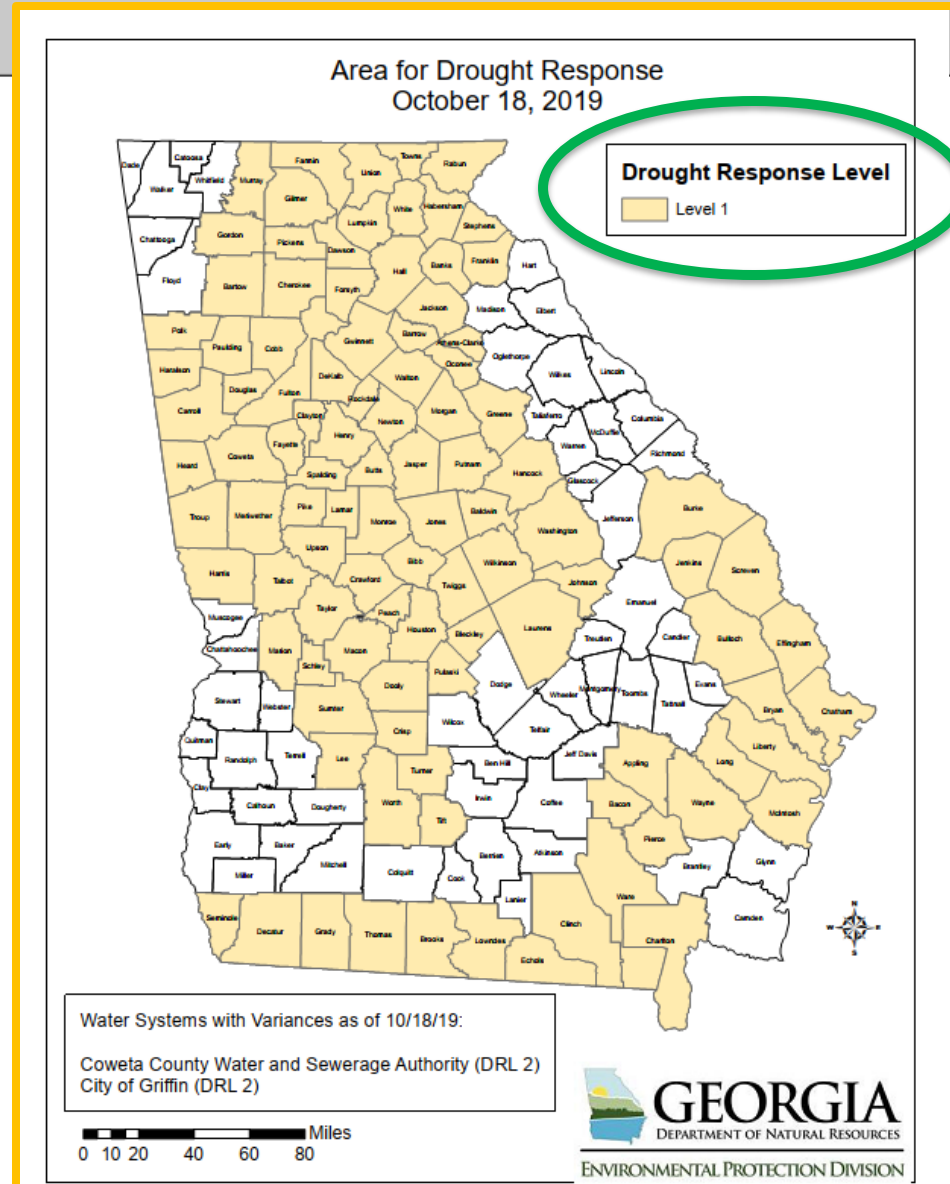 Area for Drought Response
October 18, 2019
Drought Response Level
Level 1
Dade
Catoosa
Whitfield
Walker
Murray
Fannin
Union
Towns
Rabun
Gilmer
Chattooga
Gordon
Pickens
Lumpkin
White
Habersham
Stephens
Dawson
Floyd
Bartow
Cherokee
Forsyth
Hall
Banks
Franklin
Hart
Polk
Paulding
Cobb
Gwinnett
Jackson
Madison
Elbert
Barrow
Athens-Clarke
Oconee
Oglethorpe
Haralson
Douglas
Fulton
DeKalb
Walton
Wilkes
Lincoln
Carroll
Clayton
Rockdale
Newton
Morgan
Greene
Taliaferro
McDuffie
Columbia
Heard
Coweta
Fayette
Henry
Butts
Jasper
Putnam
Hancock
Warren
Richmond
Spalding
Glascock
Troup
Meriwether
Pike
Lamar
Monroe
Jones
Baldwin
Washington
Jefferson
Burke
Upson
Bibb
Wilkinson
Harris
Talbot
Crawford
Twiggs
Johnson
Jenkins
Screven
Taylor
Peach
Houston
Bleckley
Laurens
Emanuel
Muscogee
Chattahoochee
Marion
Schley
Macon
Pulaski
Treutlen
Candler
Bulloch
Effingham
Dooly
Dodge
Wheeler
Montgomery
Toombs
Tattnall
Evans
Bryan
Chatham
Stewart
Webster
Sumter
Crisp
Wilcox
Telfair
Quitman
Randolph
Terrell
Lee
Turner
Ben Hill
Jeff Davis
Appling
Long
Liberty
Clay
Calhoun
Dougherty
Worth
Tift
Irwin
Coffee
Bacon
Wayne
McIntosh
Early
Baker
Mitchell
Colquitt
Cook
Berrien
Atkinson
Pierce
Brantley
Glynn
Miller
Lanier
Ware
Camden
Seminole
Decatur
Grady
Thomas
Brooks
Lowndes
Echols
Clinch
Charlton
N
W
E
S
Water Systems with Variances as of 10/18/19:
Coweta County Water and Sewerage Authority (DRL 2)
City of Griffin (DRL 2)
Miles
0 10 20 40 60 80
GEORGIA
DEPARTMENT OF NATURAL RESOURCES
ENVIRONMENTAL PROTECTION DIVISION